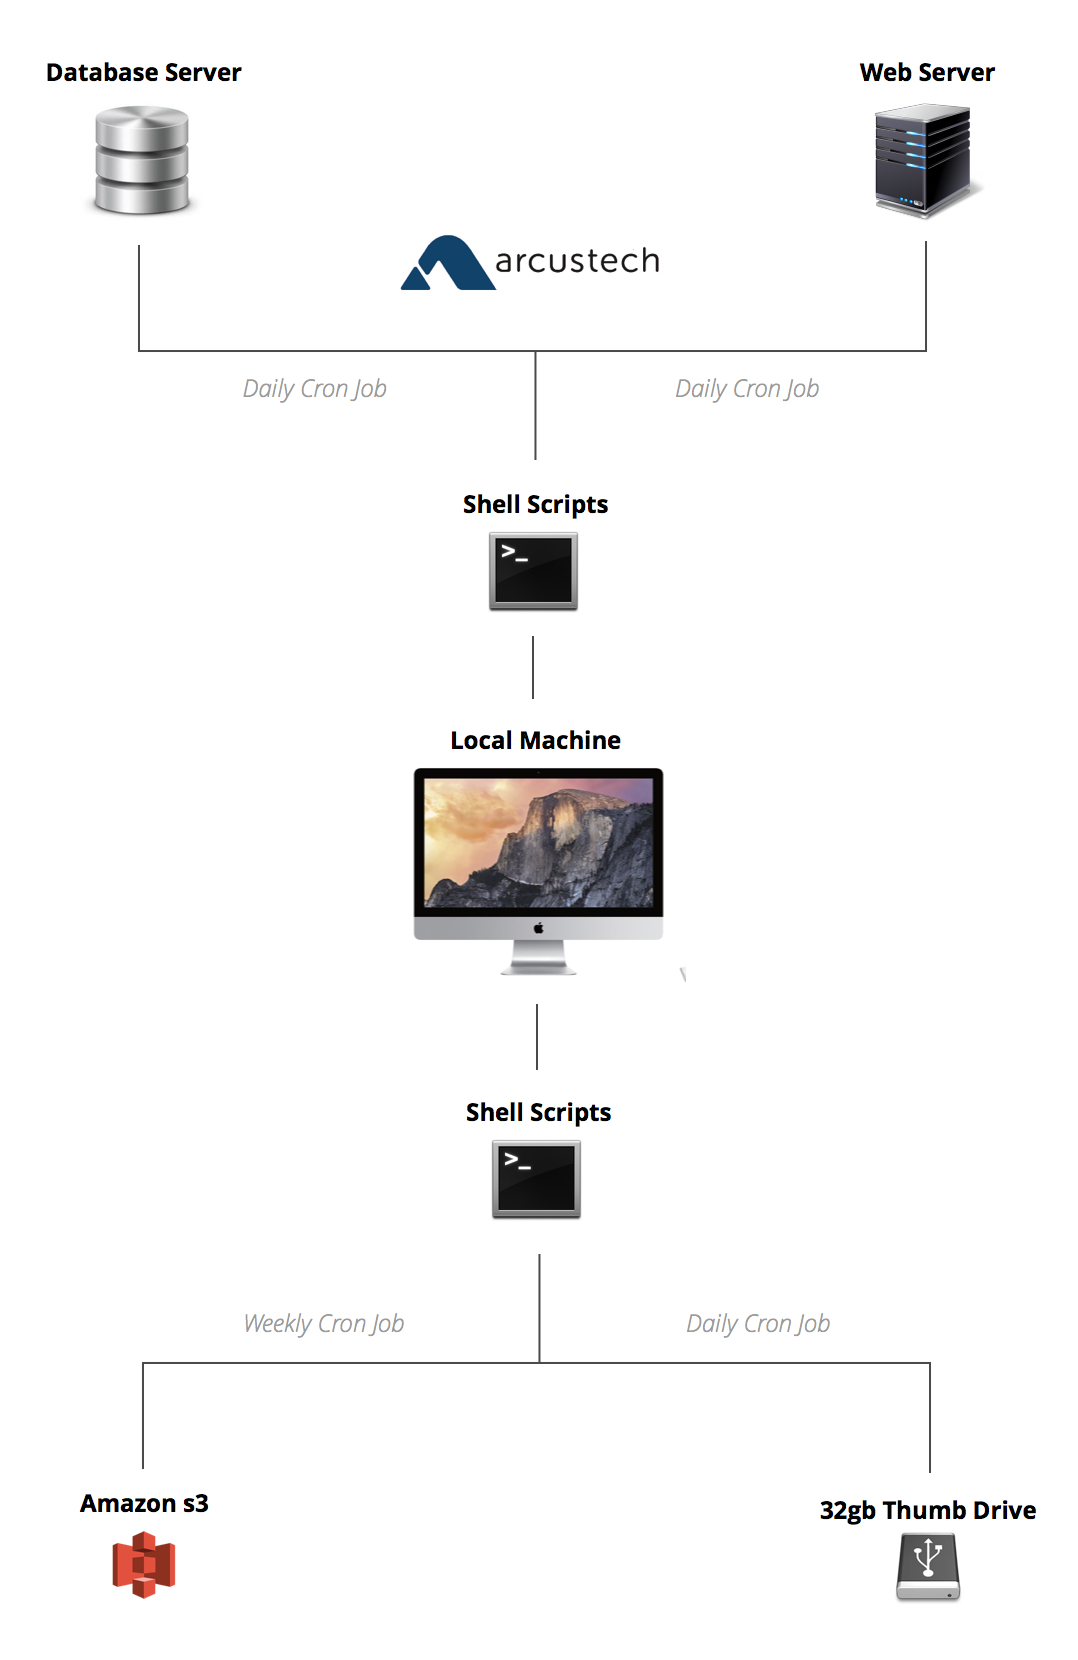 Database Server
Web Server
arcustech
Daily Cron Job
Daily Cron Job
Shell Scripts
>_
Local Machine
Shell Scripts
>_
Weekly Cron Job
Daily Cron Job
Amazon s3
32gb Thumb Drive